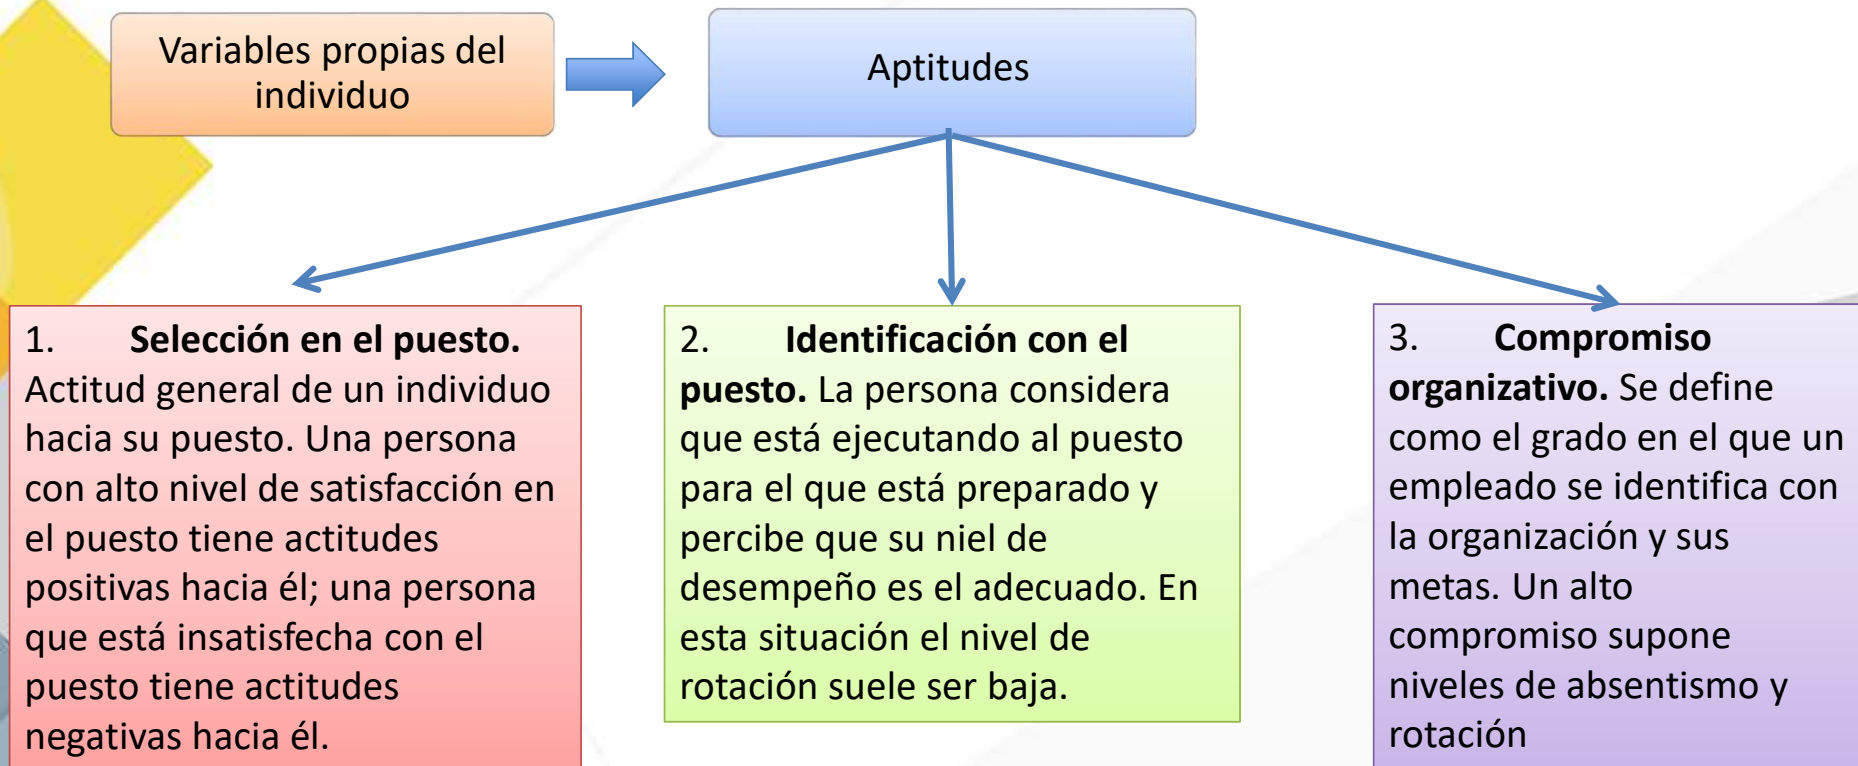 Variables propias del
individuo
Aptitudes
1. Selección en el puesto.
Actitud general de un individuo
hacia su puesto. Una persona
con alto nivel de satisfacción en
el puesto tiene actitudes
positivas hacia él; una persona
que está insatisfecha con el
puesto tiene actitudes
negativas hacia él.
2. Identificación con el
puesto. La persona considera
que está ejecutando al puesto
para el que está preparado y
percibe que su niel de
desempeño es el adecuado. En
esta situación el nivel de
rotación suele ser baja.
3. Compromiso
organizativo. Se define
como el grado en el que un
empleado se identifica con
la organización y sus
metas. Un alto
compromiso supone
niveles de absentismo y
rotación